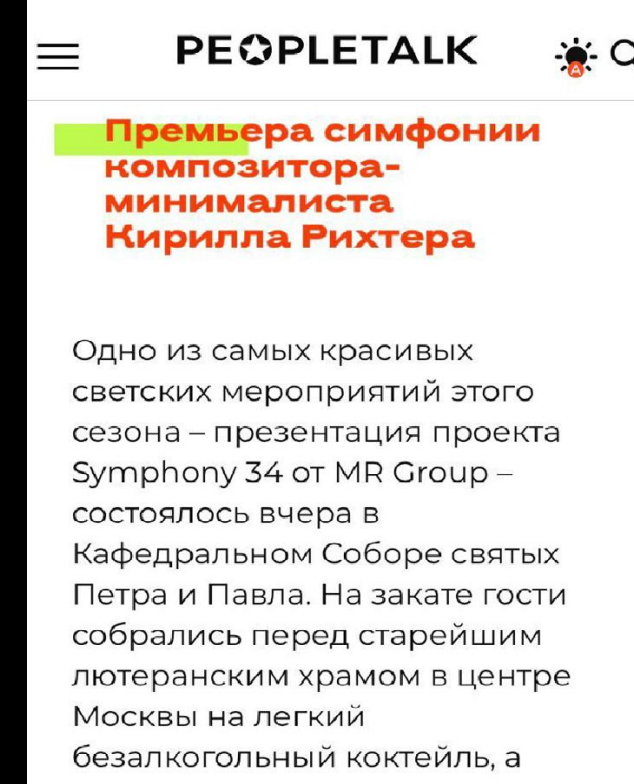 PEOPLETALK
A
Премьера симфонии
композитора-
минималиста
Кирилла Рихтера
Одно из самых красивых
светских мероприятий этого
сезона – презентация проекта
Symphony 34 от MR Group –
состоялось вчера в
Кафедральном Соборе святых
Петра и Павла. На закате гости
собрались перед старейшим
лютеранским храмом в центре
Москвы на легкий
безалкогольный коктейль, а